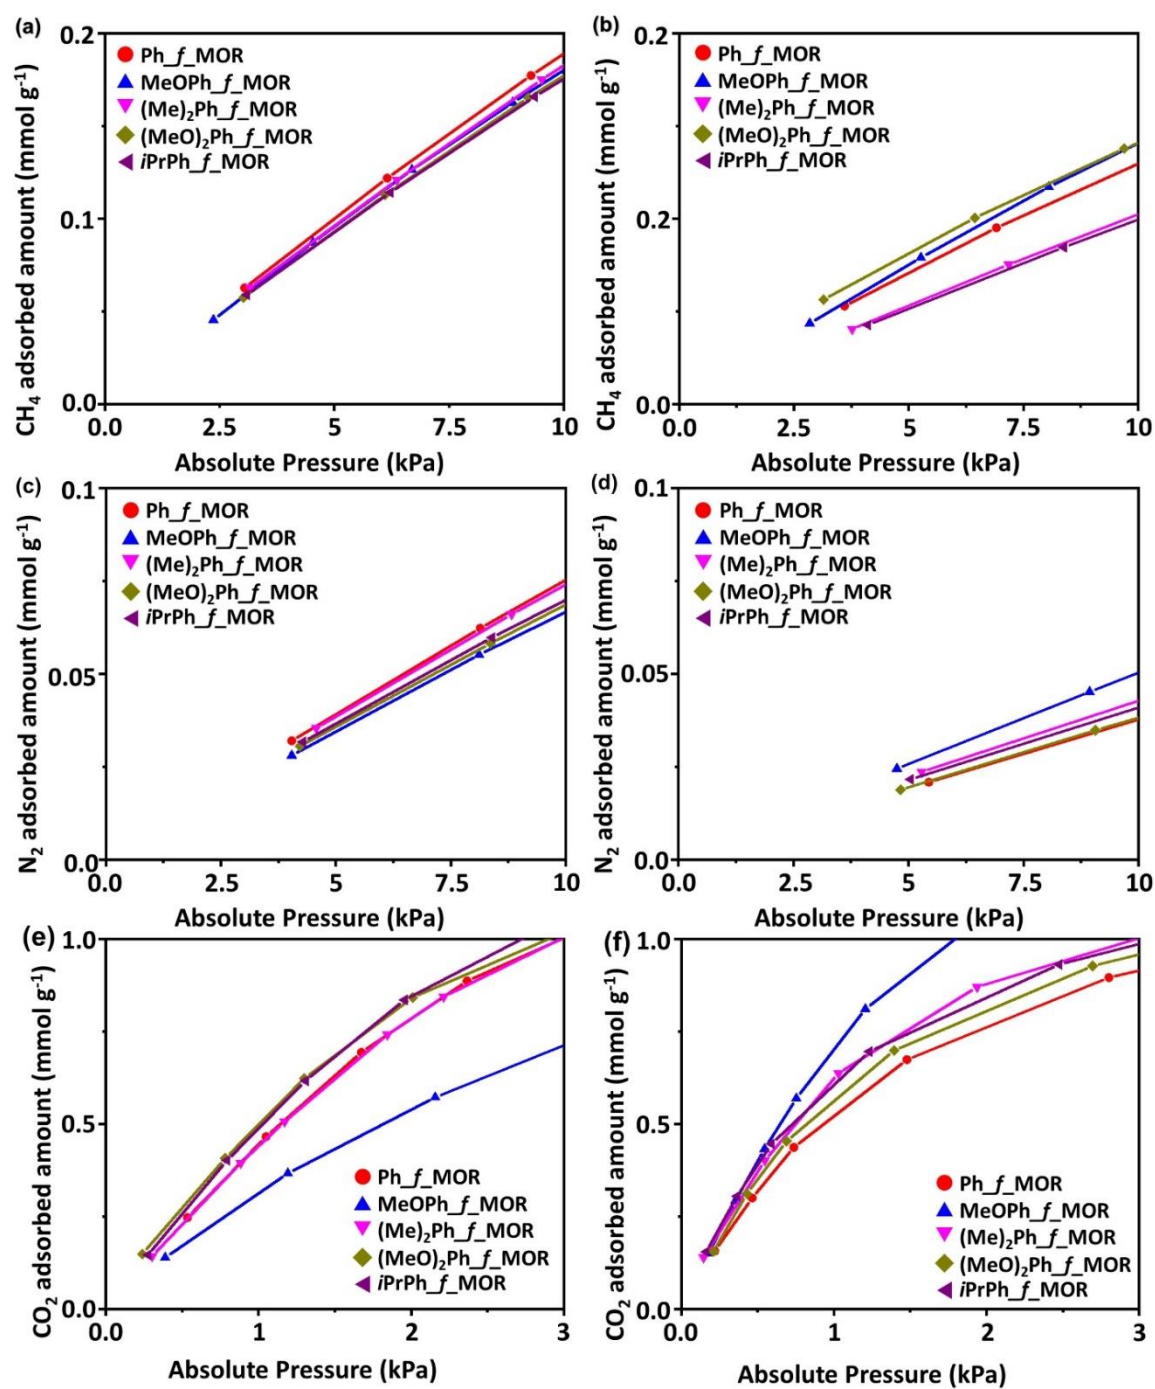 (a)
CH4 adsorbed amount (mmol g-1)
0.2
0.1
0.0
Ph_f_MOR
MeOPh_f_MOR
(Me)2Ph_f_MOR
(MeO)2Ph_f_MOR
iPrPh_f_MOR
0.0 2.5 5 7.5 10
Absolute Pressure (kPa)
(b)
CH4 adsorbed amount (mmol g-1)
0.2
0.2
0.0
Ph_f_MOR
MeOPh_f_MOR
(Me)2Ph_f_MOR
(MeO)2Ph_f_MOR
iPrPh_f_MOR
0.0 2.5 5 7.5 10
Absolute Pressure (kPa)
(c)
N2 adsorbed amount (mmol g-1)
0.1
0.05
0.0
Ph_f_MOR
MeOPh_f_MOR
(Me)2Ph_f_MOR
(MeO)2Ph_f_MOR
iPrPh_f_MOR
0.0 2.5 5 7.5 10
Absolute Pressure (kPa)
(d)
N2 adsorbed amount (mmol g-1)
0.1
0.05
0.0
Ph_f_MOR
MeOPh_f_MOR
(Me)2Ph_f_MOR
(MeO)2Ph_f_MOR
iPrPh_f_MOR
0.0 2.5 5 7.5 10
Absolute Pressure (kPa)
(e)
CO2 adsorbed amount (mmol g-1)
1.0
0.5
0.0
Ph_f_MOR
MeOPh_f_MOR
(Me)2Ph_f_MOR
(MeO)2Ph_f_MOR
iPrPh_f_MOR
0.0 1 2 3
Absolute Pressure (kPa)
(f)
CO2 adsorbed amount (mmol g-1)
1.0
0.5
0.0
Ph_f_MOR
MeOPh_f_MOR
(Me)2Ph_f_MOR
(MeO)2Ph_f_MOR
iPrPh_f_MOR
0.0 1 2 3
Absolute Pressure (kPa)